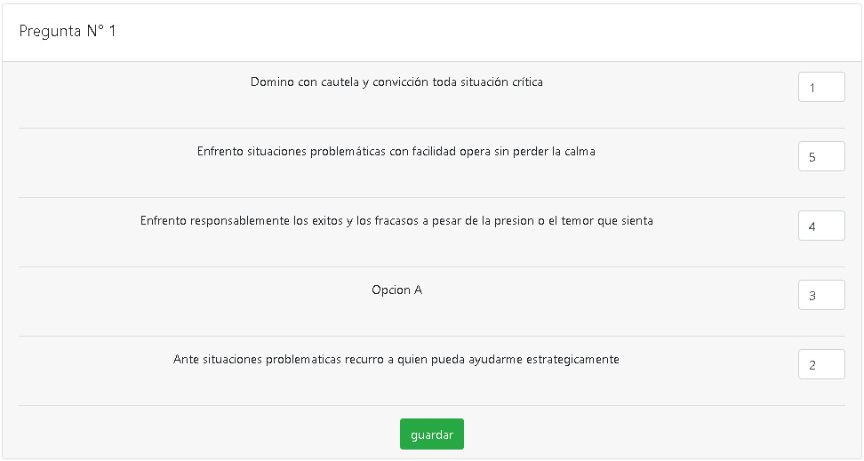 Pregunta N° 1
Domino con cautela y convicción toda situación crítica
1
Enfrento situaciones problemáticas con facilidad opera sin perder la calma
5
Enfrento responsablemente los exitos y los fracasos a pesar de la presion o el temor que sienta
4
Opcion A
3
Ante situaciones problematicas recurro a quien pueda ayudarme estrategicamente
2
guardar